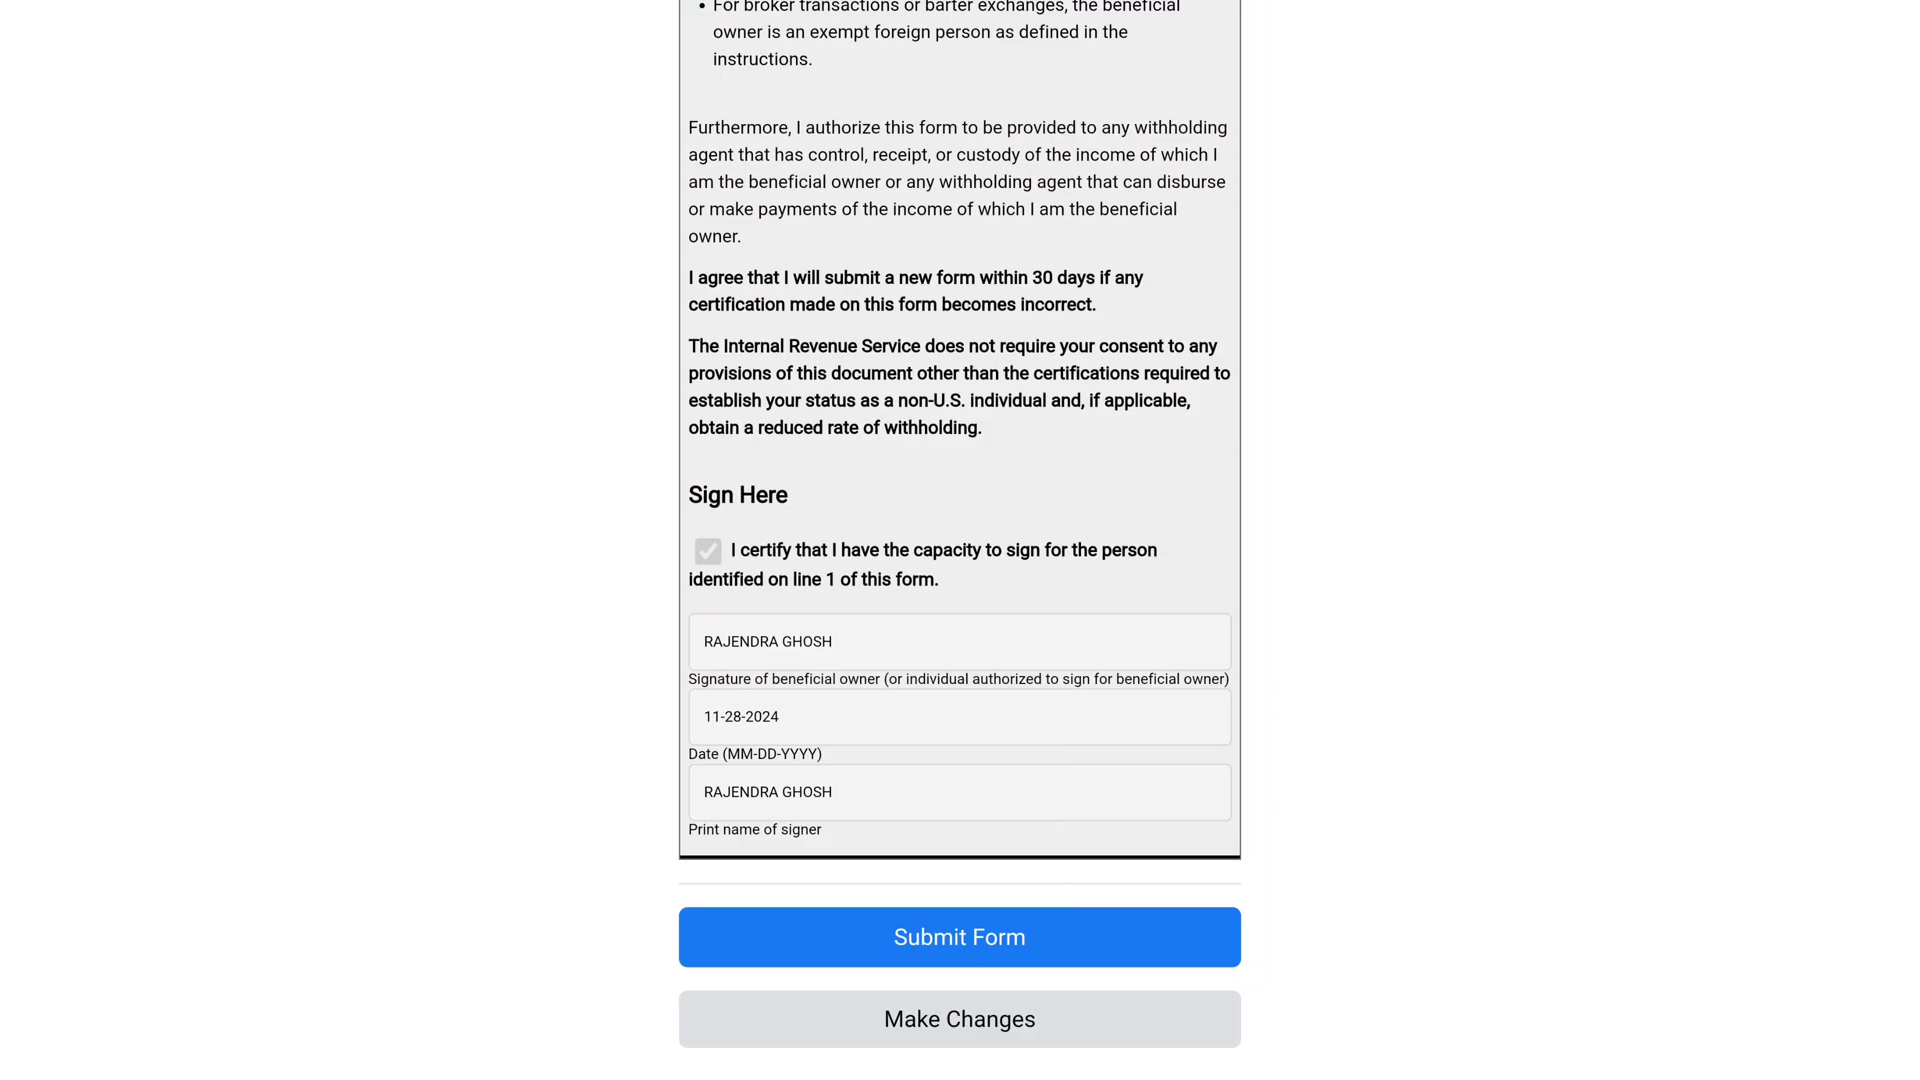 • For broker transactions or barter exchanges, the beneficial
owner is an exempt foreign person as defined in the
instructions.
Furthermore, I authorize this form to be provided to any withholding
agent that has control, receipt, or custody of the income of which I
am the beneficial owner or any withholding agent that can disburse
or make payments of the income of which I am the beneficial
owner.
I agree that I will submit a new form within 30 days if any
certification made on this form becomes incorrect.
The Internal Revenue Service does not require your consent to any
provisions of this document other than the certifications required to
establish your status as a non-U.S. individual and, if applicable,
obtain a reduced rate of withholding.
Sign Here
I certify that I have the capacity to sign for the person
identified on line 1 of this form.
RAJENDRA GHOSH
Signature of beneficial owner (or individual authorized to sign for beneficial owner)
11-28-2024
Date (MM-DD-YYYY)
RAJENDRA GHOSH
Print name of signer
Submit Form
Make Changes